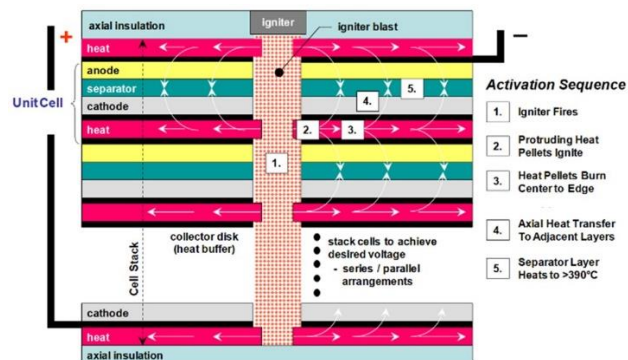 axial insulation
Igniter
igniter blast
+
−
heat
anode
separator
cathode
Unit Cell
heat
5.
4.
2.
3.
1.
Activation Sequence
1. Igniter Fires
2. Protruding Heat
Pellets Ignite
3. Heat Pellets Burn
Center to Edge
4. Axial Heat Transfer
To Adjacent Layers
5. Separator Layer
Heats to >390°C
Cell Stack
collector disk
(heat buffer)
stack cells to achieve
desired voltage
- series / parallel
arrangements
cathode
heat
axial insulation